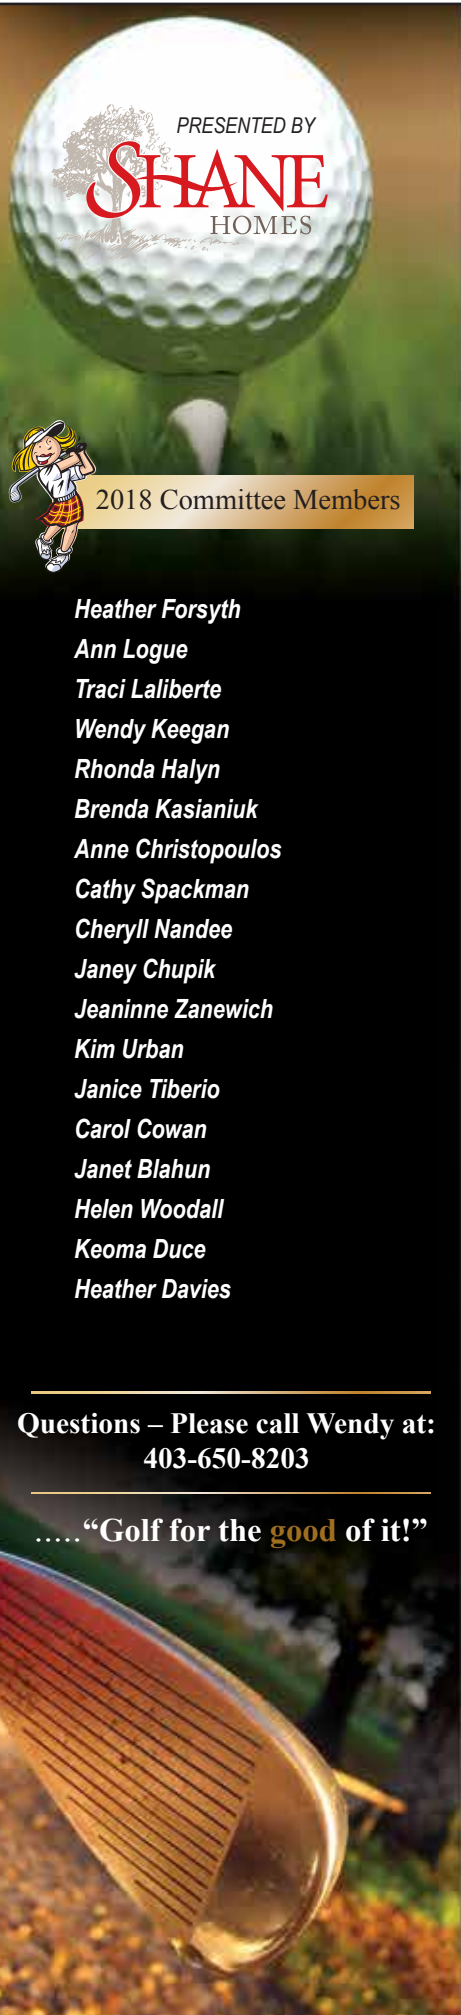 PRESENTED BY
SHANE
HOMES
2018 Committee Members
Heather Forsyth
Ann Logue
Traci Laliberte
Wendy Keegan
Rhonda Halyn
Brenda Kasianiuk
Anne Christopoulos
Cathy Spackman
Cheryll Nandee
Janey Chupik
Jeaninne Zanewich
Kim Urban
Janice Tiberio
Carol Cowan
Janet Blahun
Helen Woodall
Keoma Duce
Heather Davies
Questions – Please call Wendy at:
403-650-8203
.....“Golf for the good of it!”